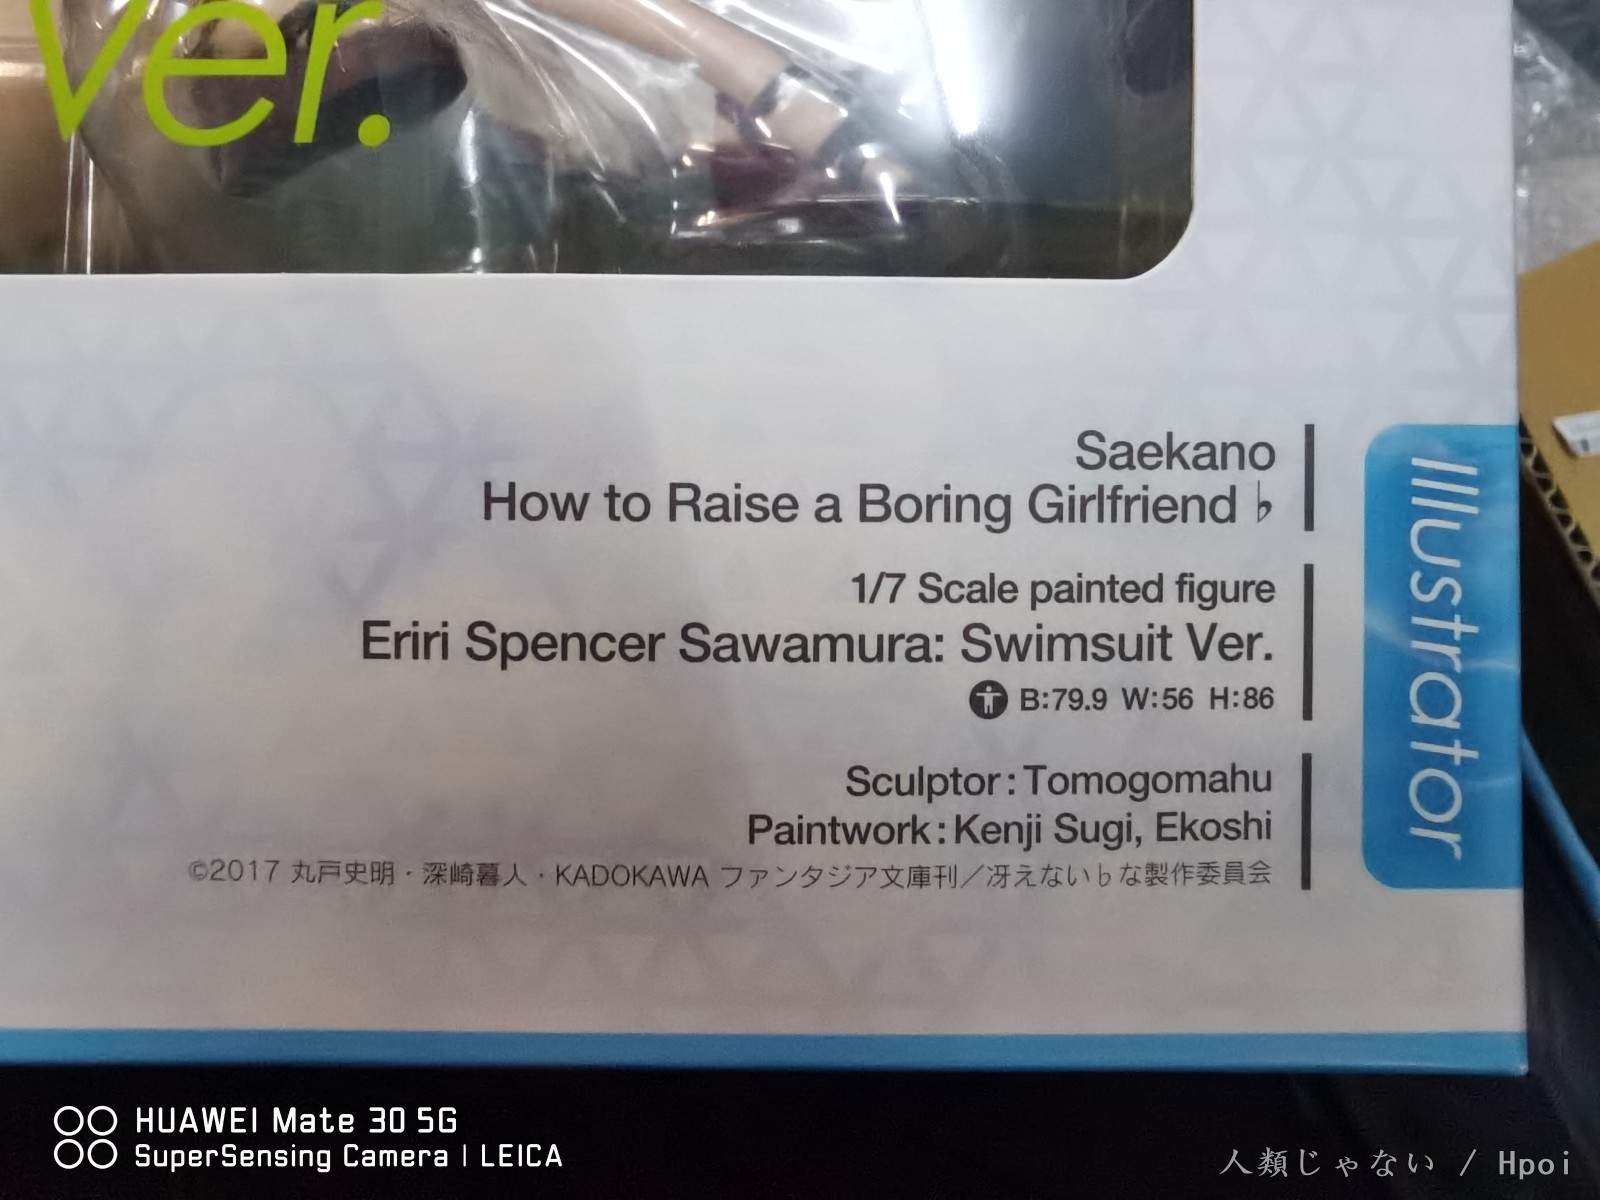 ver.
Saekano
How to Raise a Boring Girlfriend ♭
1/7 Scale painted figure
Eriri Spencer Sawamura: Swimsuit Ver.
B:79.9 W:56 H:86
Sculptor:Tomogomahu
Paintwork:Kenji Sugi, Ekoshi
©2017 丸戸史明・深崎暮人・KADOKAWA ファンタジア文庫刊／冴えない♭な製作委員会
Illustrator
HUAWEI Mate 30 5G
SuperSensing Camera | LEICA
人類じゃない / Hpoi